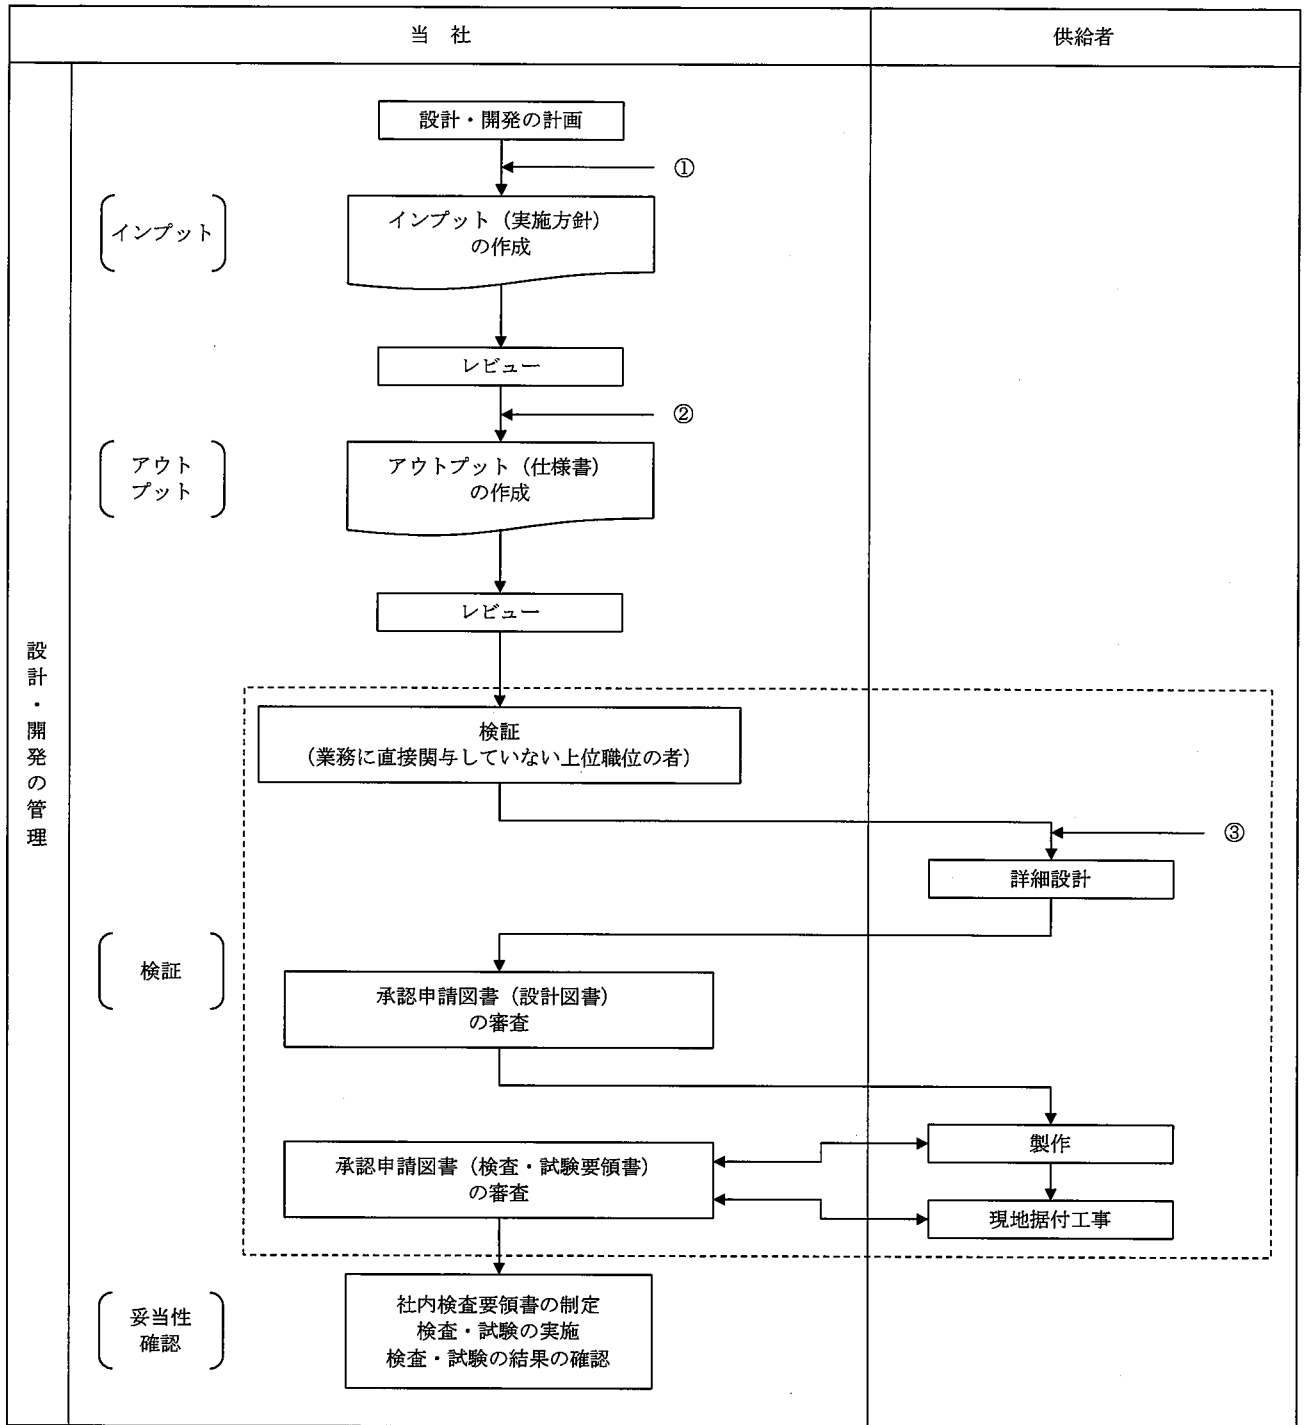 当 社
供給者
設計・開発の計画
①
インプット
インプット（実施方針）
の作成
レビュー
②
アウト
プット
アウトプット（仕様書）
の作成
レビュー
設計・開発の管理
検証
（業務に直接関与していない上位職位の者）
③
詳細設計
検証
承認申請図書（設計図書）
の審査
製作
承認申請図書（検査・試験要領書）
の審査
現地据付工事
妥当性
確認
社内検査要領書の制定
検査・試験の実施
検査・試験の結果の確認